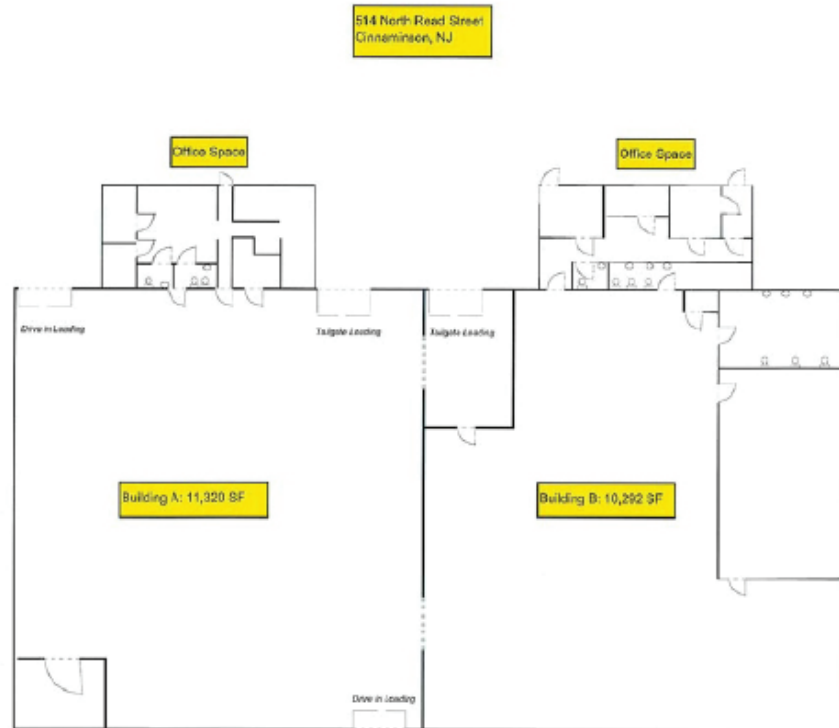 514 North Read Street
Cinnaminson, NJ
Office Space
Office Space
Drive in Loading
Tailgate Loading
Tailgate Loading
Building A: 11,320 SF
Building B: 10,292 SF
Drive in Loading